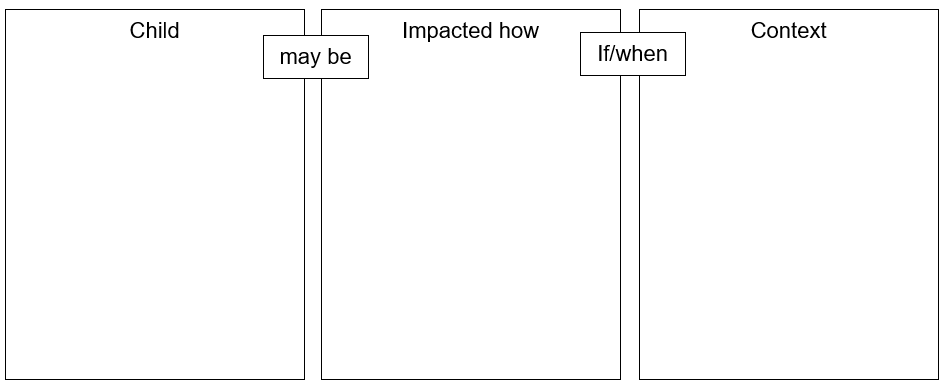 Child
may be
Impacted how
If/when
Context